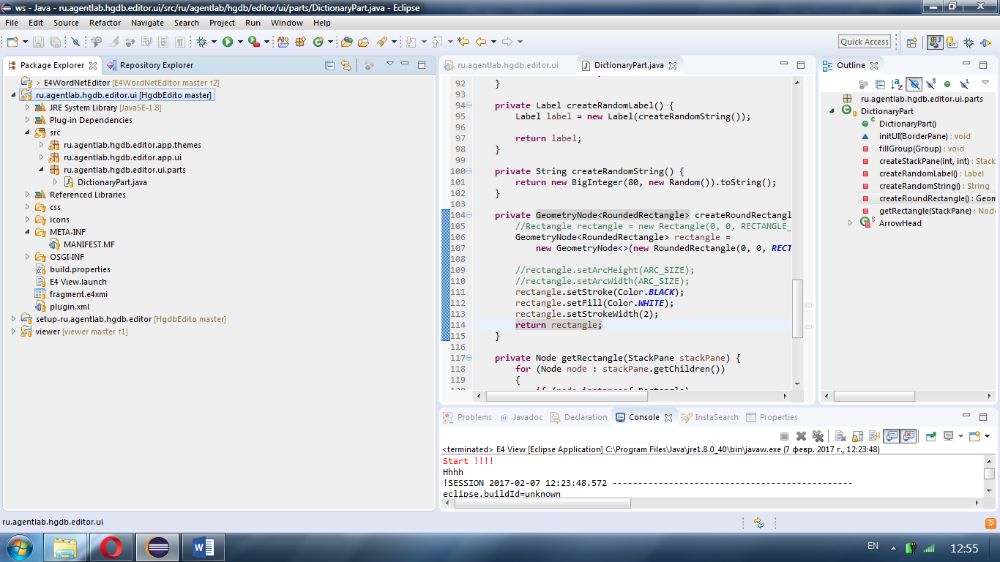 ws - Java - ru.agentlab.hgdb.editor.ui/src/ru/agentlab/hgdb/editor/ui/parts/DictionaryPart.java - Eclipse
File Edit Source Refactor Navigate Search Project Run Window Help
Quick Access
Package Explorer Repository Explorer
> E4WordNetEditor [E4WordNetEditor master ↑2]
ru.agentlab.hgdb.editor.ui [HgdbEdito master]
JRE System Library [JavaSE-1.8]
Plug-in Dependencies
src
ru.agentlab.hgdb.editor.app.themes
ru.agentlab.hgdb.editor.app.ui
ru.agentlab.hgdb.editor.ui.parts
DictionaryPart.java
Referenced Libraries
css
icons
META-INF
MANIFEST.MF
OSGI-INF
build.properties
E4 View.launch
fragment.e4xmi
plugin.xml
setup-ru.agentlab.hgdb.editor [HgdbEdito master]
viewer [viewer master ↑1]
ru.agentlab.hgdb.editor.ui DictionaryPart.java
92 }
93
94 private Label createRandomLabel() {
95 Label label = new Label(createRandomString());
96
97 return label;
98 }
99
100 private String createRandomString() {
101 return new BigInteger(80, new Random()).toString();
102 }
103
104 private GeometryNode<RoundedRectangle> createRoundRectangl
105 //Rectangle rectangle = new Rectangle(0, 0, RECTANGLE_
106 GeometryNode<RoundedRectangle> rectangle =
107 new GeometryNode<>(new RoundedRectangle(0, 0, RECT
108
109 //rectangle.setArcHeight(ARC_SIZE);
110 //rectangle.setArcWidth(ARC_SIZE);
111 rectangle.setStroke(Color.BLACK);
112 rectangle.setFill(Color.WHITE);
113 rectangle.setStrokeWidth(2);
114 return rectangle;
115 }
116
117 private Node getRectangle(StackPane stackPane) {
118 for (Node node : stackPane.getChildren())
119 {
Outline
ru.agentlab.hgdb.editor.ui.parts
DictionaryPart
DictionaryPart()
initUI(BorderPane) : void
fillGroup(Group) : void
createStackPane(int, int) : Stack
createRandomLabel() : Label
createRandomString() : String
createRoundRectangle() : Geom
getRectangle(StackPane) : Node
ArrowHead
Problems @ Javadoc Declaration Console InstaSearch Properties
<terminated> E4 View [Eclipse Application] C:\Program Files\Java\jre1.8.0_40\bin\javaw.exe (7 февр. 2017 г., 12:23:48)
Start !!!!
Hhhh
!SESSION 2017-02-07 12:23:48.572 -----------------------------------------------
eclipse.buildId=unknown
ru.agentlab.hgdb.editor.ui
EN 12:55